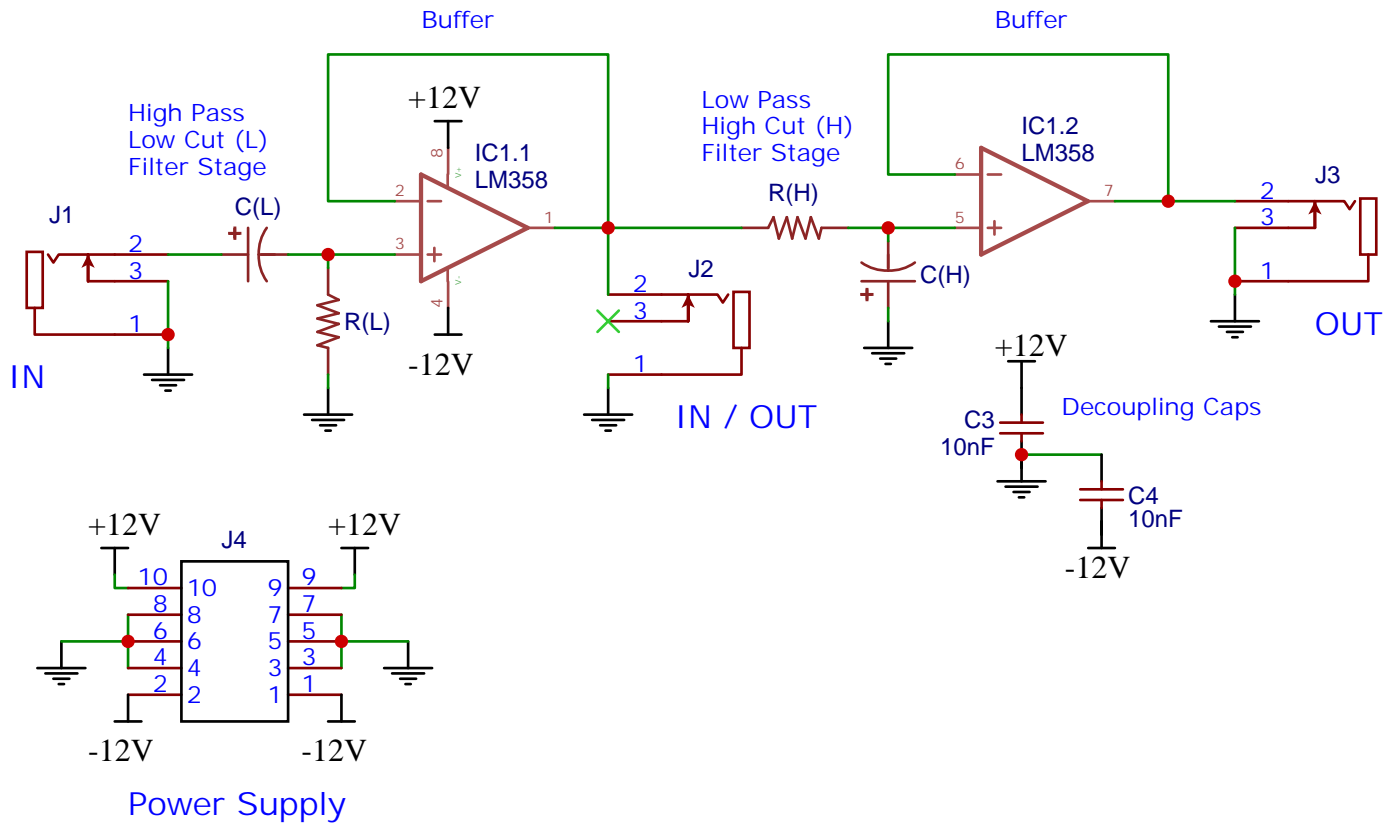 Buffer
Buffer
High Pass
Low Cut (L)
Filter Stage
+12V
8
V+
IC1.1
LM358
Low Pass
High Cut (H)
Filter Stage
IC1.2
LM358
J1
C(L)
+
2
3
1
IN
R(L)
2
3
1
4
V-
-12V
J2
2
3
1
IN / OUT
R(H)
C(H)
+
6
5
7
J3
2
3
1
OUT
+12V
C3
10nF
Decoupling Caps
C4
10nF
-12V
+12V
J4
+12V
10 10 9 9
8 8 7 7
6 6 5 5
4 4 3 3
2 2 1 1
-12V
-12V
Power Supply